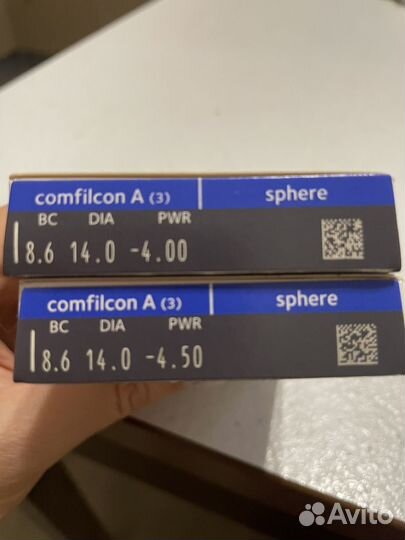 comfilcon A (3) sphere
BC DIA PWR
8.6 14.0 -4.00
comfilcon A (3) sphere
BC DIA PWR
8.6 14.0 -4.50
Avito